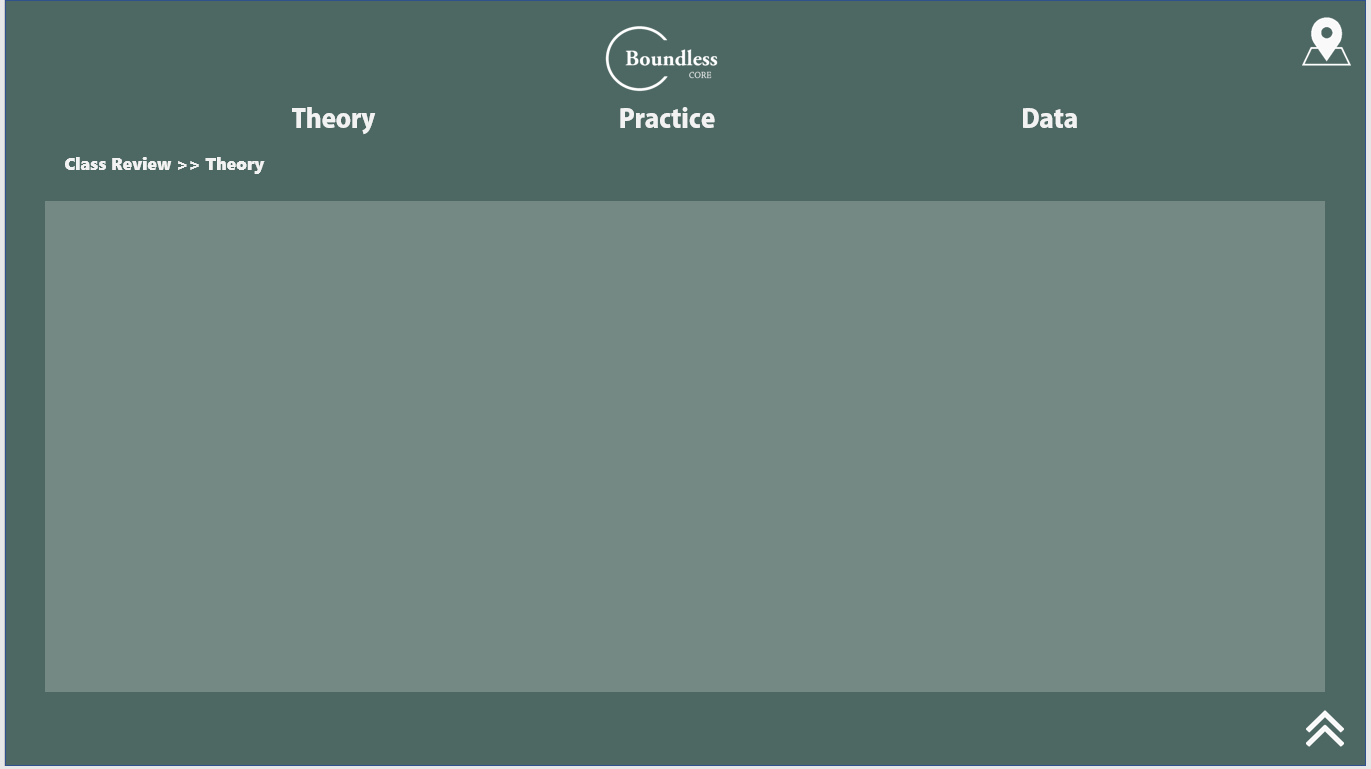 Boundless
CORE
Theory Practice Data
Class Review >> Theory